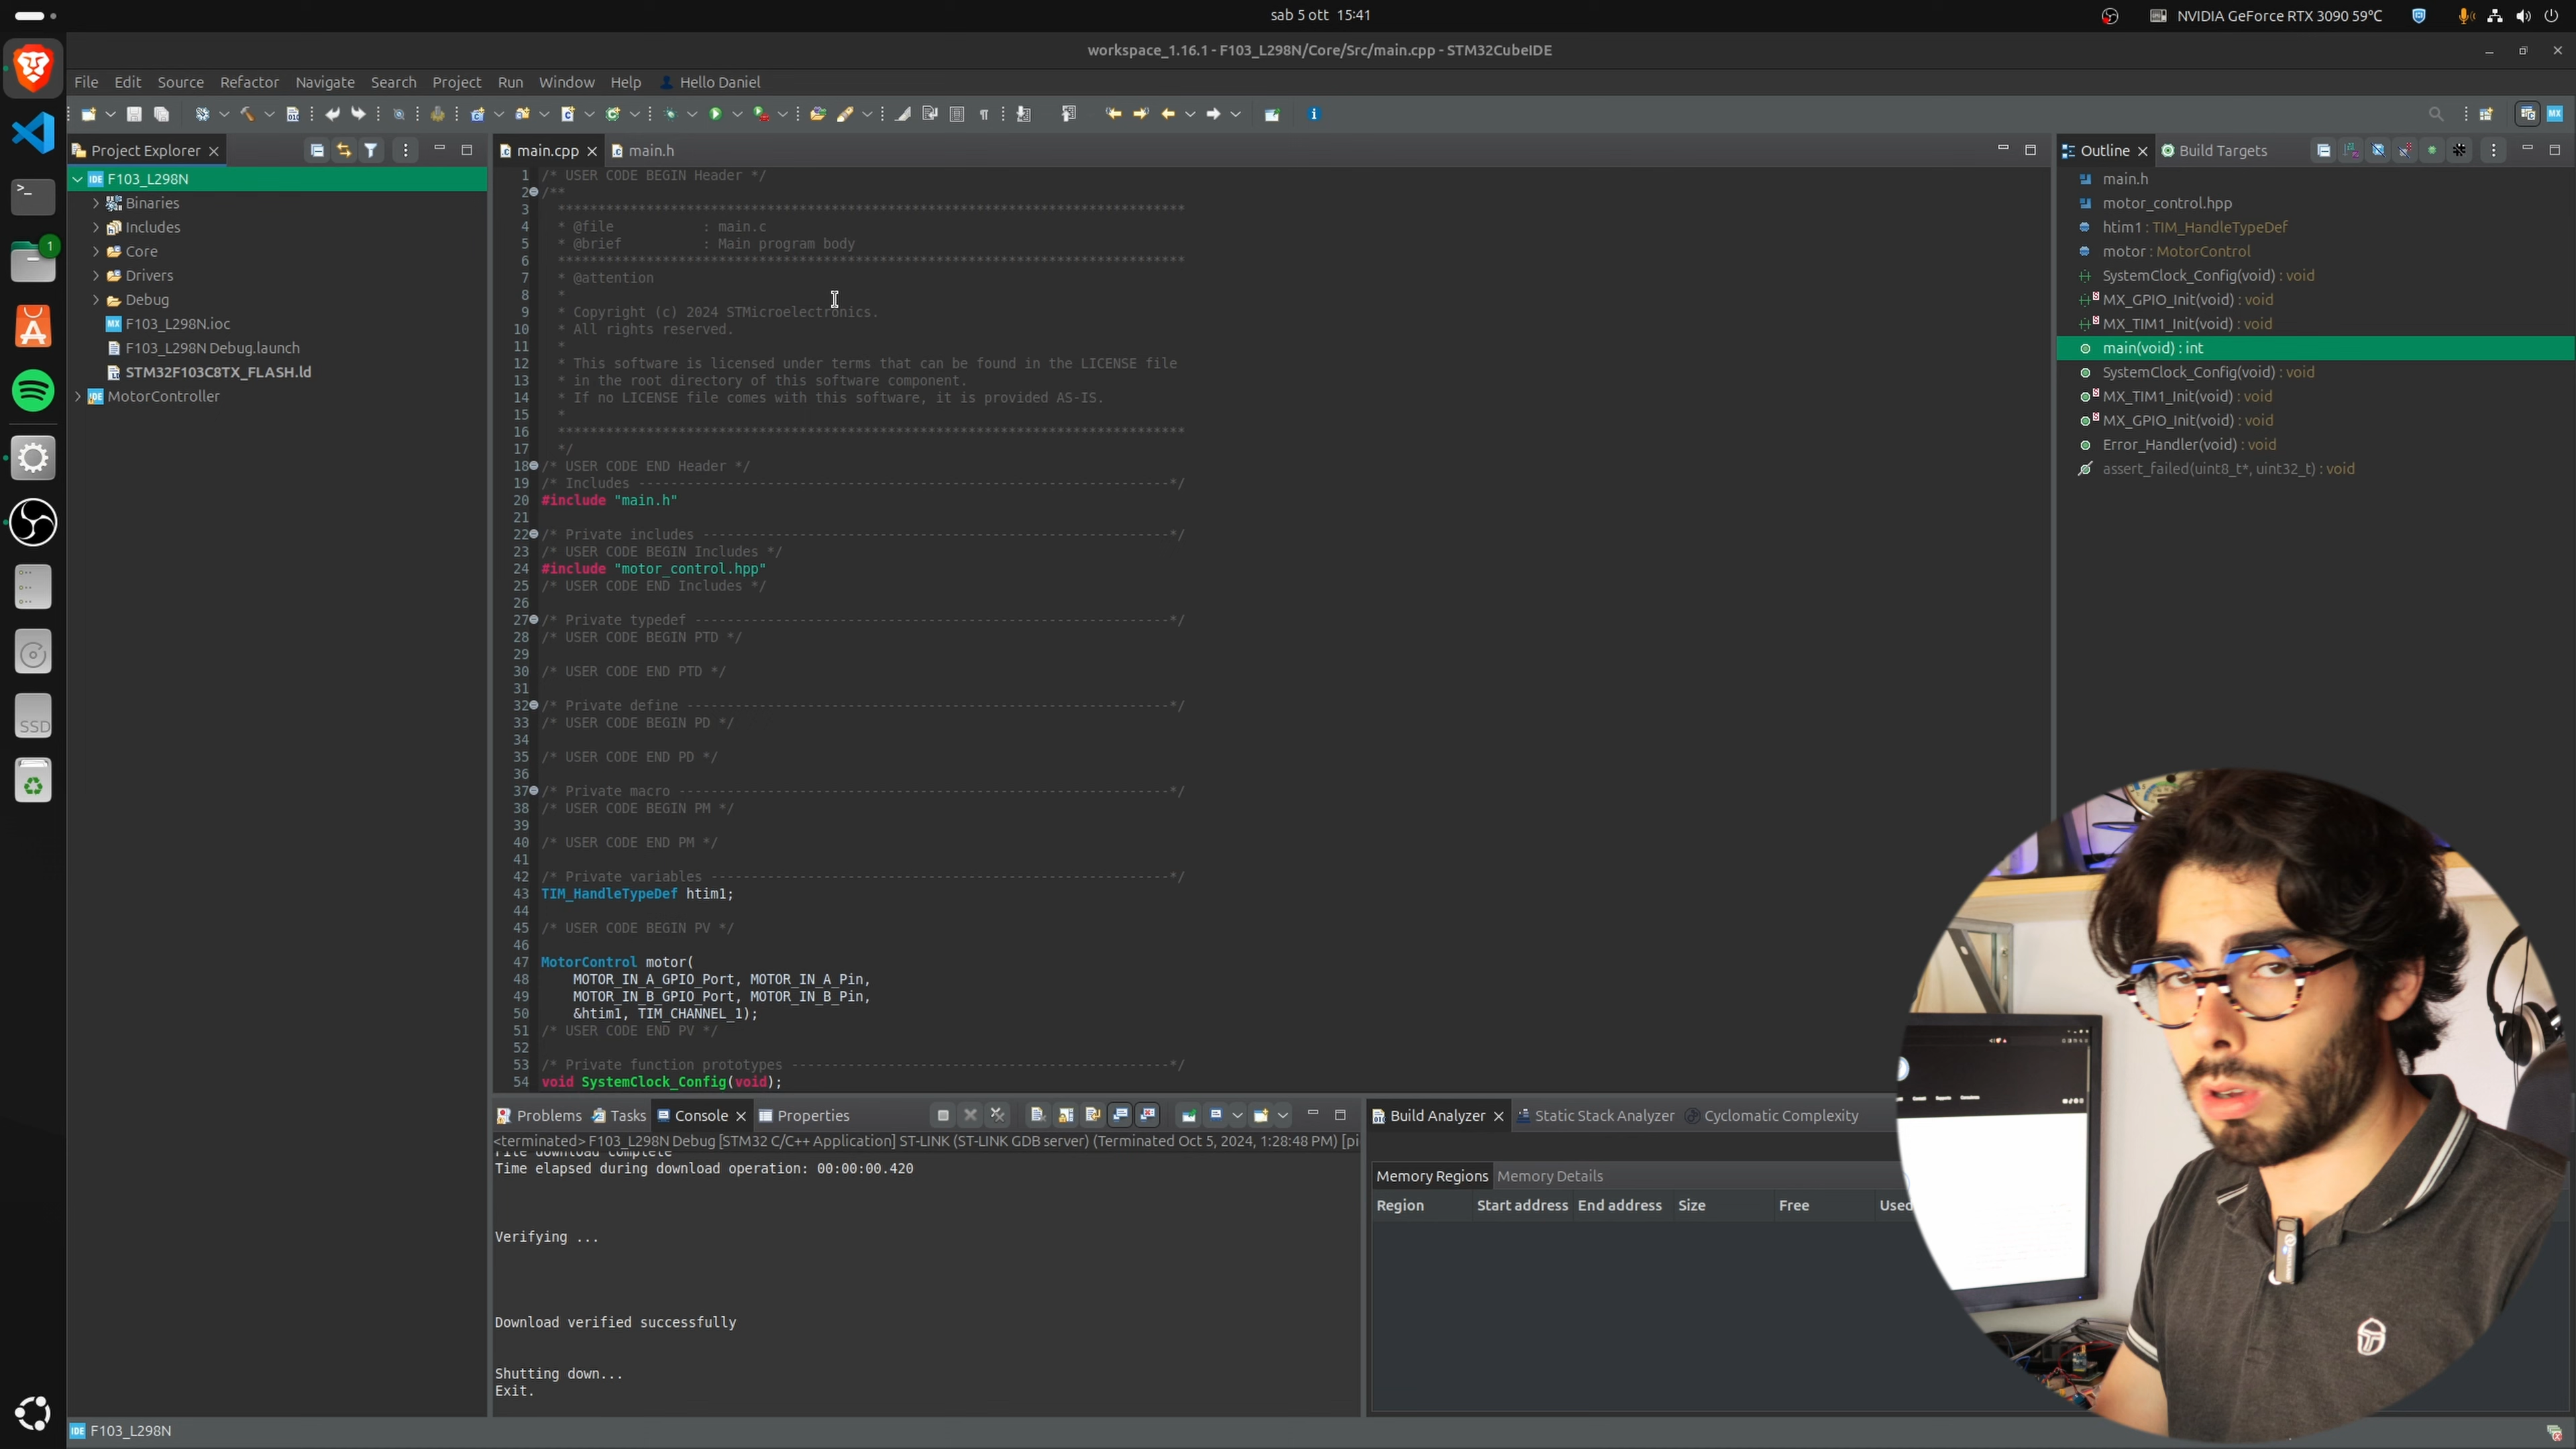 sab 5 ott 15:41
NVIDIA GeForce RTX 3090 59°C
workspace_1.16.1 - F103_L298N/Core/Src/main.cpp - STM32CubeIDE
File Edit Source Refactor Navigate Search Project Run Window Help Hello Daniel
Project Explorer
F103_L298N
Binaries
Includes
Core
Drivers
Debug
F103_L298N.ioc
F103_L298N Debug.launch
STM32F103C8TX_FLASH.ld
MotorController
main.cpp main.h
1 /* USER CODE BEGIN Header */
2 /**
3 ******************************************************************************
4 * @file : main.c
5 * @brief : Main program body
6 ******************************************************************************
7 * @attention
8 *
9 * Copyright (c) 2024 STMicroelectronics.
10 * All rights reserved.
11 *
12 * This software is licensed under terms that can be found in the LICENSE file
13 * in the root directory of this software component.
14 * If no LICENSE file comes with this software, it is provided AS-IS.
15 *
16 ******************************************************************************
17 */
18 /* USER CODE END Header */
19 /* Includes ------------------------------------------------------------------*/
20 #include "main.h"
21
22 /* Private includes ----------------------------------------------------------*/
23 /* USER CODE BEGIN Includes */
24 #include "motor_control.hpp"
25 /* USER CODE END Includes */
26
27 /* Private typedef -----------------------------------------------------------*/
28 /* USER CODE BEGIN PTD */
29
30 /* USER CODE END PTD */
31
32 /* Private define ------------------------------------------------------------*/
33 /* USER CODE BEGIN PD */
34
35 /* USER CODE END PD */
36
37 /* Private macro -------------------------------------------------------------*/
38 /* USER CODE BEGIN PM */
39
40 /* USER CODE END PM */
41
42 /* Private variables ---------------------------------------------------------*/
43 TIM_HandleTypeDef htim1;
44
45 /* USER CODE BEGIN PV */
46
47 MotorControl motor(
48 MOTOR_IN_A_GPIO_Port, MOTOR_IN_A_Pin,
49 MOTOR_IN_B_GPIO_Port, MOTOR_IN_B_Pin,
50 &htim1, TIM_CHANNEL_1);
51 /* USER CODE END PV */
52
53 /* Private function prototypes -----------------------------------------------*/
54 void SystemClock_Config(void);
Outline Build Targets
main.h
motor_control.hpp
htim1 : TIM_HandleTypeDef
motor : MotorControl
SystemClock_Config(void) : void
MX_GPIO_Init(void) : void
MX_TIM1_Init(void) : void
main(void) : int
SystemClock_Config(void) : void
MX_TIM1_Init(void) : void
MX_GPIO_Init(void) : void
Error_Handler(void) : void
assert_failed(uint8_t*, uint32_t) : void
Problems Tasks Console Properties
<terminated> F103_L298N Debug [STM32 C/C++ Application] ST-LINK (ST-LINK GDB server) (Terminated Oct 5, 2024, 1:28:48 PM) [pi
File download complete
Time elapsed during download operation: 00:00:00.420
Verifying ...
Download verified successfully
Shutting down...
Exit.
Build Analyzer Static Stack Analyzer Cyclomatic Complexity
Memory Regions Memory Details
Region Start address End address Size Free Used
SSD
1
F103_L298N